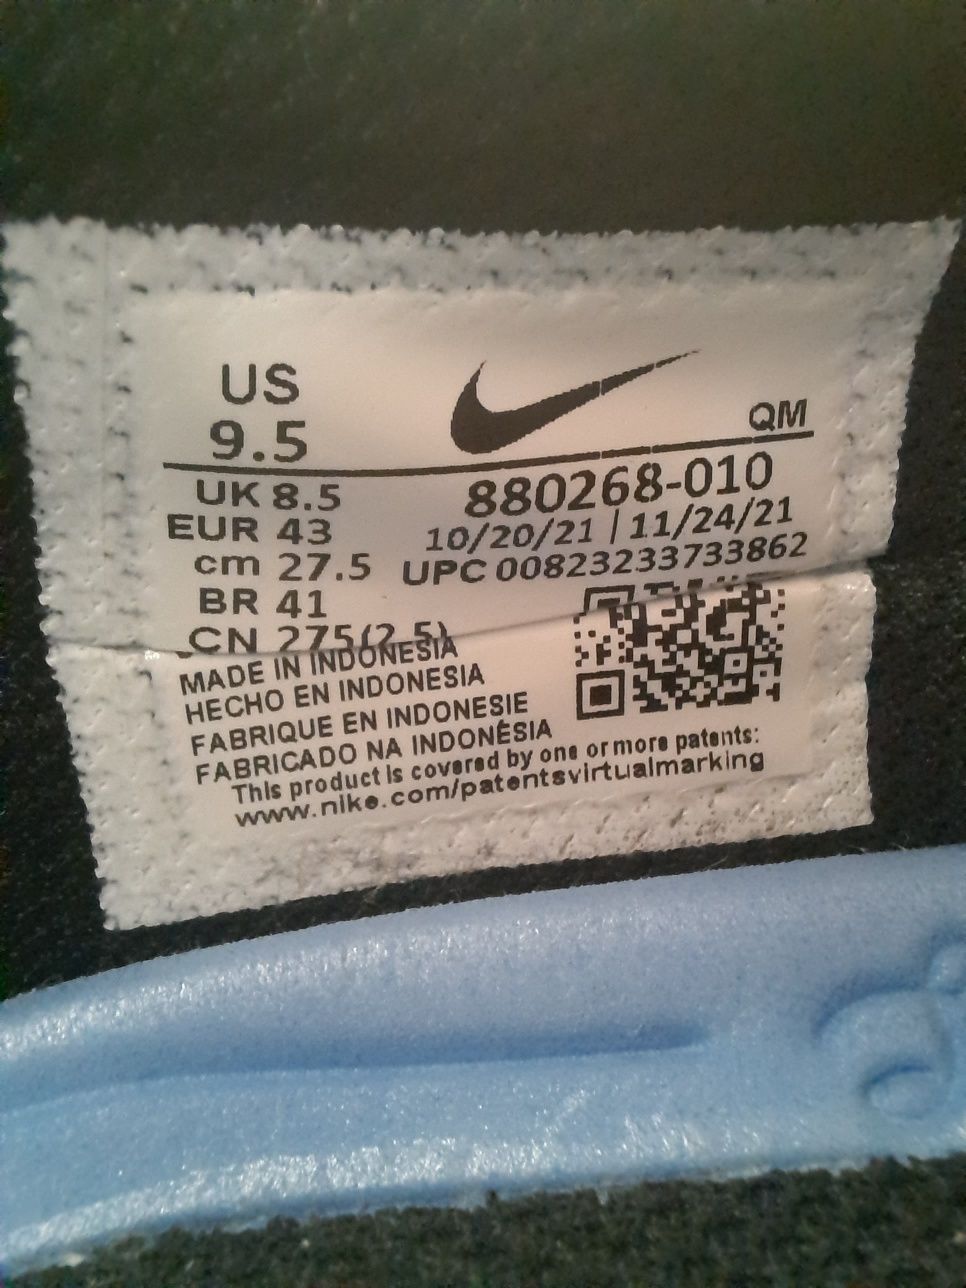 US
9.5
QM
UK 8.5
880268-010
EUR 43
10/20/21 | 11/24/21
cm 27.5
UPC 00823233733862
BR 41
CN 275(2.5)
MADE IN INDONESIA
HECHO EN INDONESIA
FABRIQUE EN INDONESIE
FABRICADO NA INDONÉSIA
This product is covered by one or more patents:
www.nike.com/patentsvirtualmarking